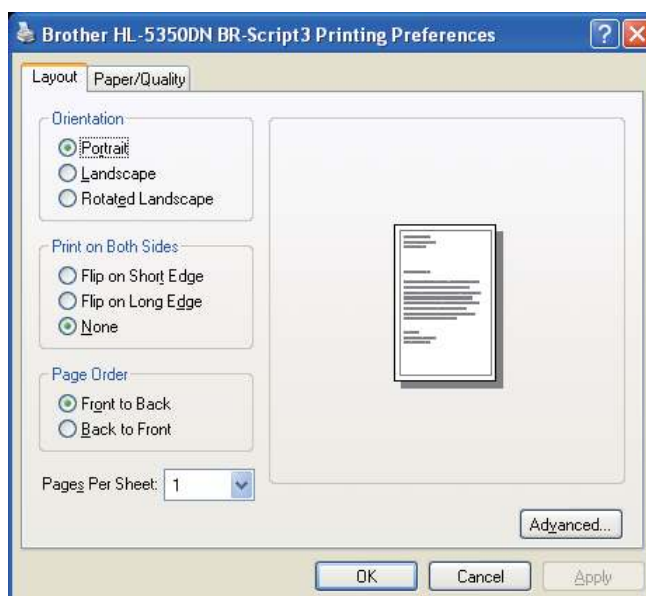 Brother HL-5350DN BR-Script3 Printing Preferences
Layout Paper/Quality
Orientation
Portrait
Landscape
Rotated Landscape
Print on Both Sides
Flip on Short Edge
Flip on Long Edge
None
Page Order
Front to Back
Back to Front
Pages Per Sheet: 1
Advanced...
OK Cancel Apply